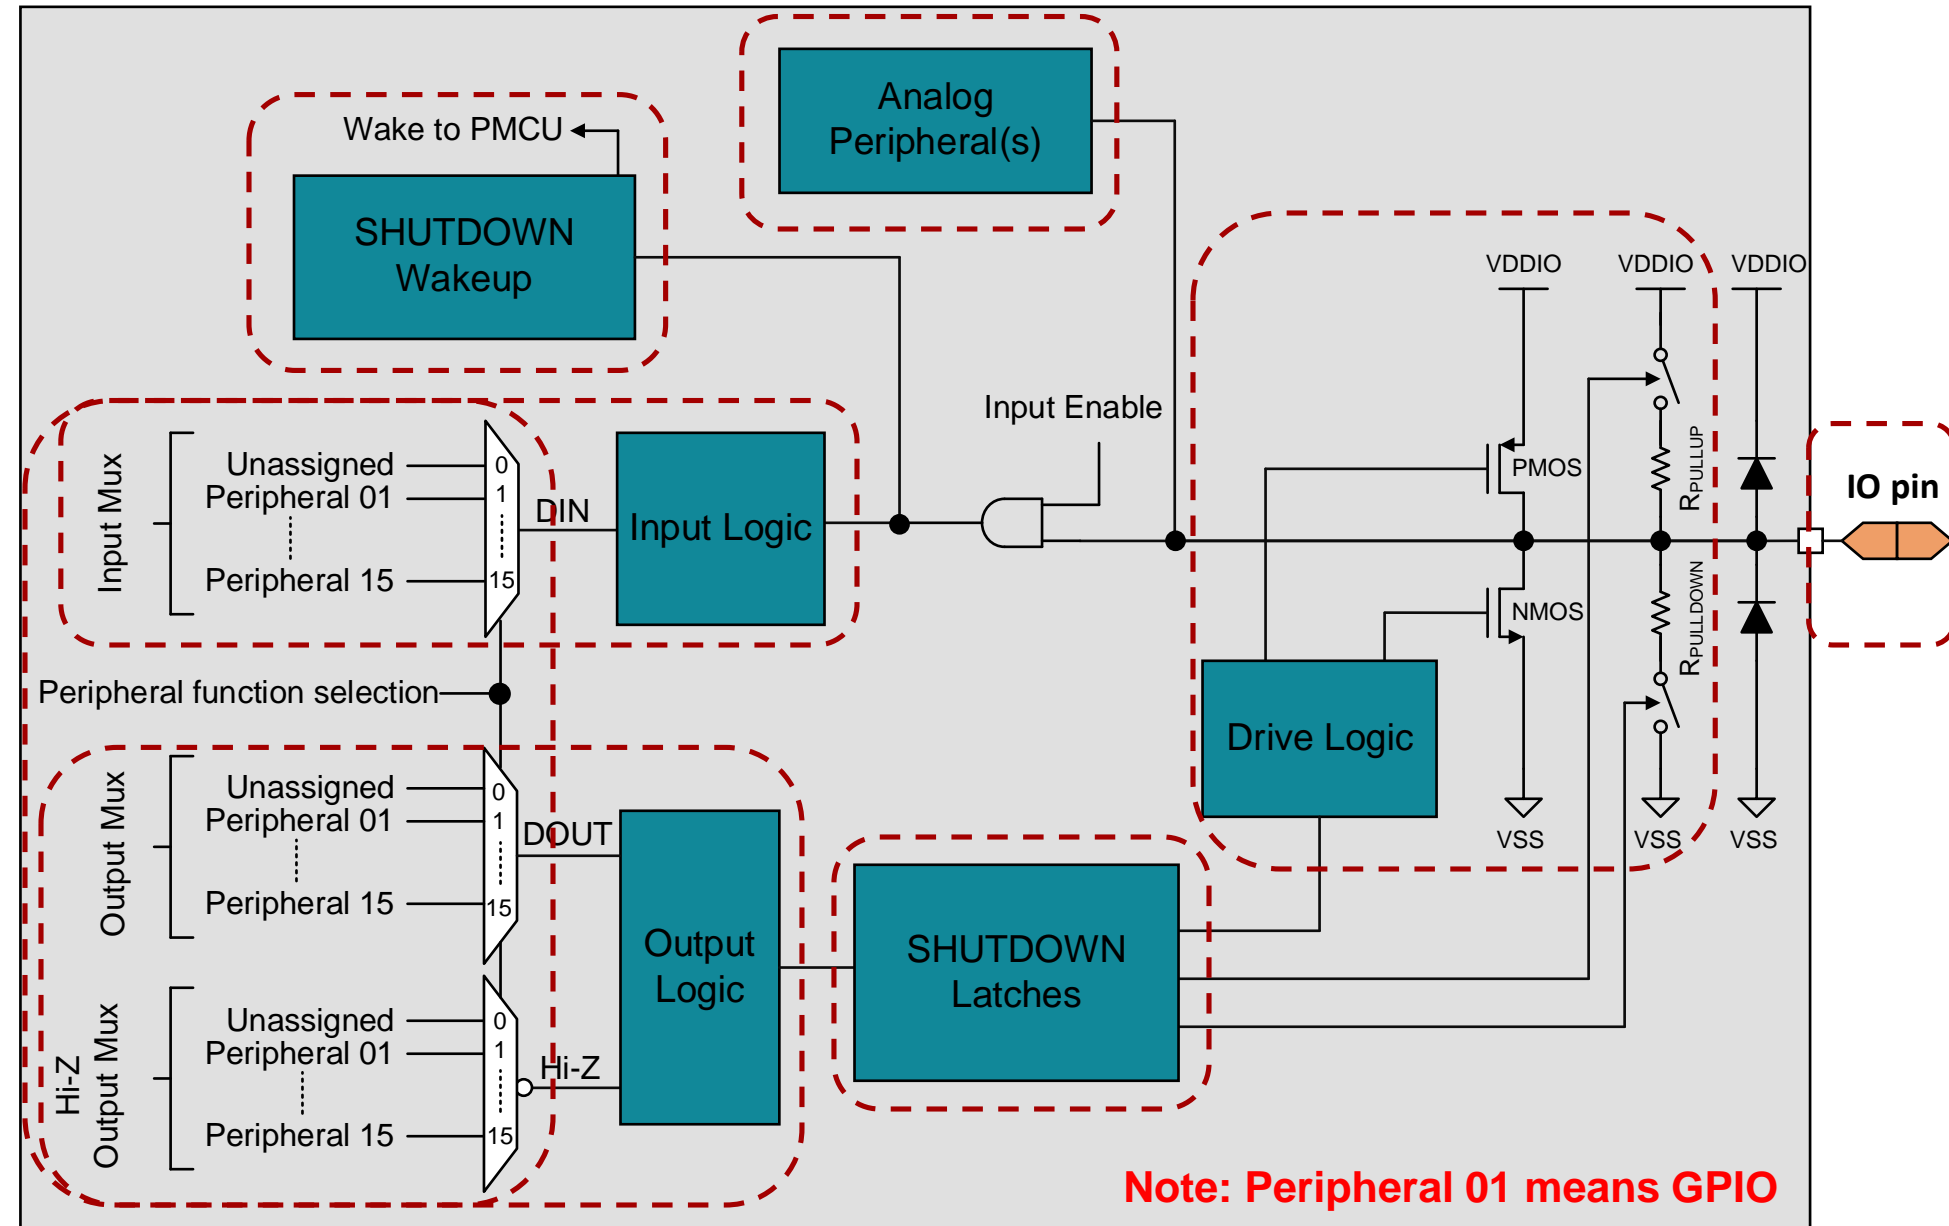 Analog
Peripheral(s)
Wake to PMCU
SHUTDOWN
Wakeup
VDDIO
VDDIO
VDDIO
Input Enable
Input Mux
Unassigned
Peripheral 01
Peripheral 15
0
1
15
DIN
Input Logic
PMOS
RPULLUP
IO pin
NMOS
RPULLDOWN
Peripheral function selection
Drive Logic
Output Mux
Unassigned
Peripheral 01
Peripheral 15
0
1
15
DOUT
VSS
VSS
VSS
Output
Logic
SHUTDOWN
Latches
Hi-Z
Output Mux
Unassigned
Peripheral 01
Peripheral 15
0
1
15
Hi-Z
Note: Peripheral 01 means GPIO